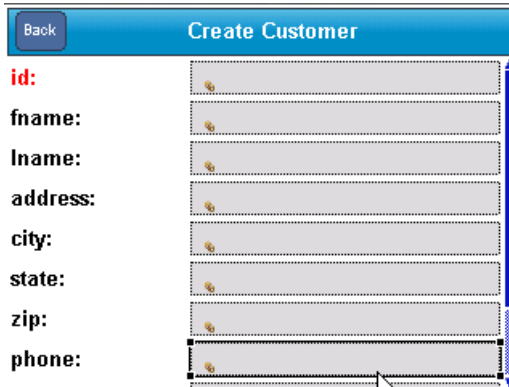 Back Create Customer
id:
fname:
lname:
address:
city:
state:
zip:
phone: